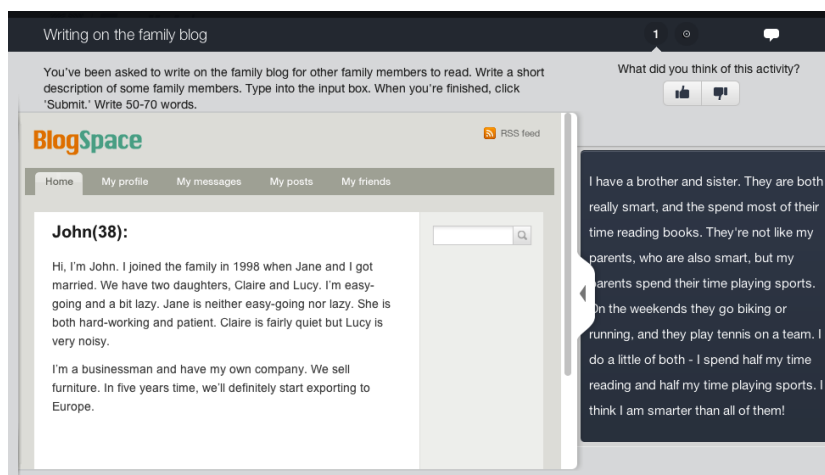 Writing on the family blog
1
You've been asked to write on the family blog for other family members to read. Write a short
description of some family members. Type into the input box. When you're finished, click
'Submit.' Write 50-70 words.
What did you think of this activity?
BlogSpace
RSS feed
Home My profile My messages My posts My friends
John(38):
Hi, I'm John. I joined the family in 1998 when Jane and I got
married. We have two daughters, Claire and Lucy. I'm easy-
going and a bit lazy. Jane is neither easy-going nor lazy. She is
both hard-working and patient. Claire is fairly quiet but Lucy is
very noisy.
I'm a businessman and have my own company. We sell
furniture. In five years time, we'll definitely start exporting to
Europe.
I have a brother and sister. They are both
really smart, and the spend most of their
time reading books. They're not like my
parents, who are also smart, but my
parents spend their time playing sports.
On the weekends they go biking or
running, and they play tennis on a team. I
do a little of both - I spend half my time
reading and half my time playing sports. I
think I am smarter than all of them!